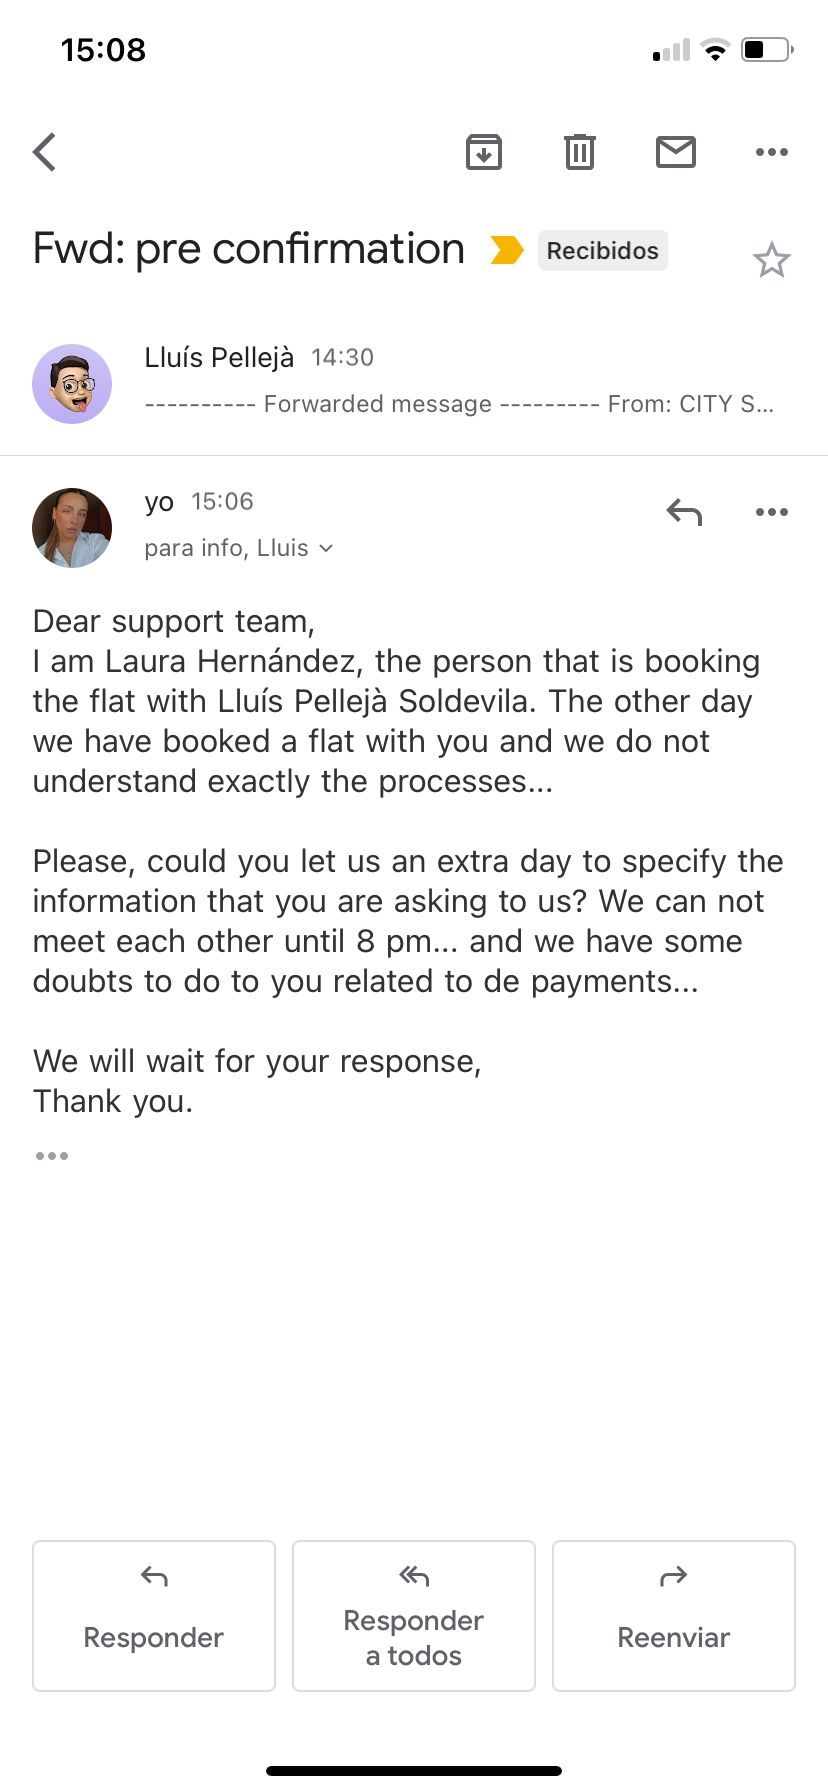 15:08
Fwd: pre confirmation
Recibidos
Lluís Pellejà 14:30
---------- Forwarded message --------- From: CITY S...
yo 15:06
para info, Lluis
Dear support team,
I am Laura Hernández, the person that is booking
the flat with Lluís Pellejà Soldevila. The other day
we have booked a flat with you and we do not
understand exactly the processes...
Please, could you let us an extra day to specify the
information that you are asking to us? We can not
meet each other until 8 pm... and we have some
doubts to do to you related to de payments...
We will wait for your response,
Thank you.
Responder
Responder
a todos
Reenviar